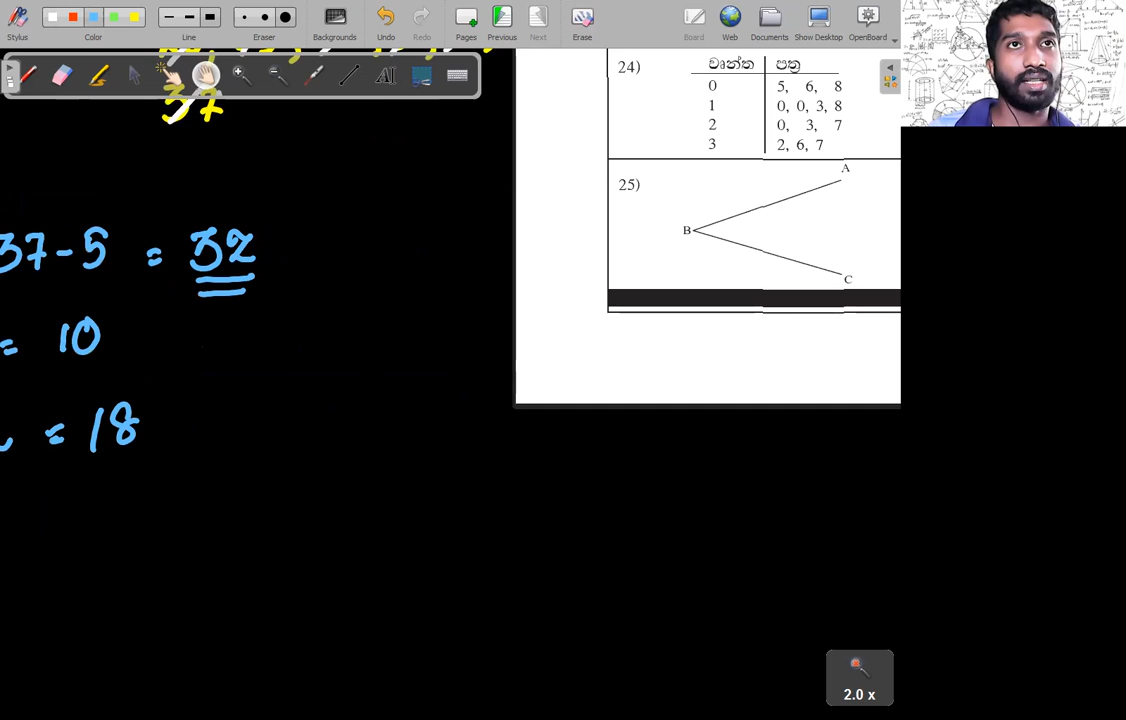 Stylus Color Line Eraser Backgrounds Undo Redo Pages Previous Next Erase Board Web Documents Show Desktop OpenBoard
37
24) වෘන්ත පත්‍ර
0 5, 6, 8
1 0, 0, 3, 8
2 0, 3, 7
3 2, 6, 7
25)
A
B
C
37 - 5 = 32
= 10
= 18
2.0 x